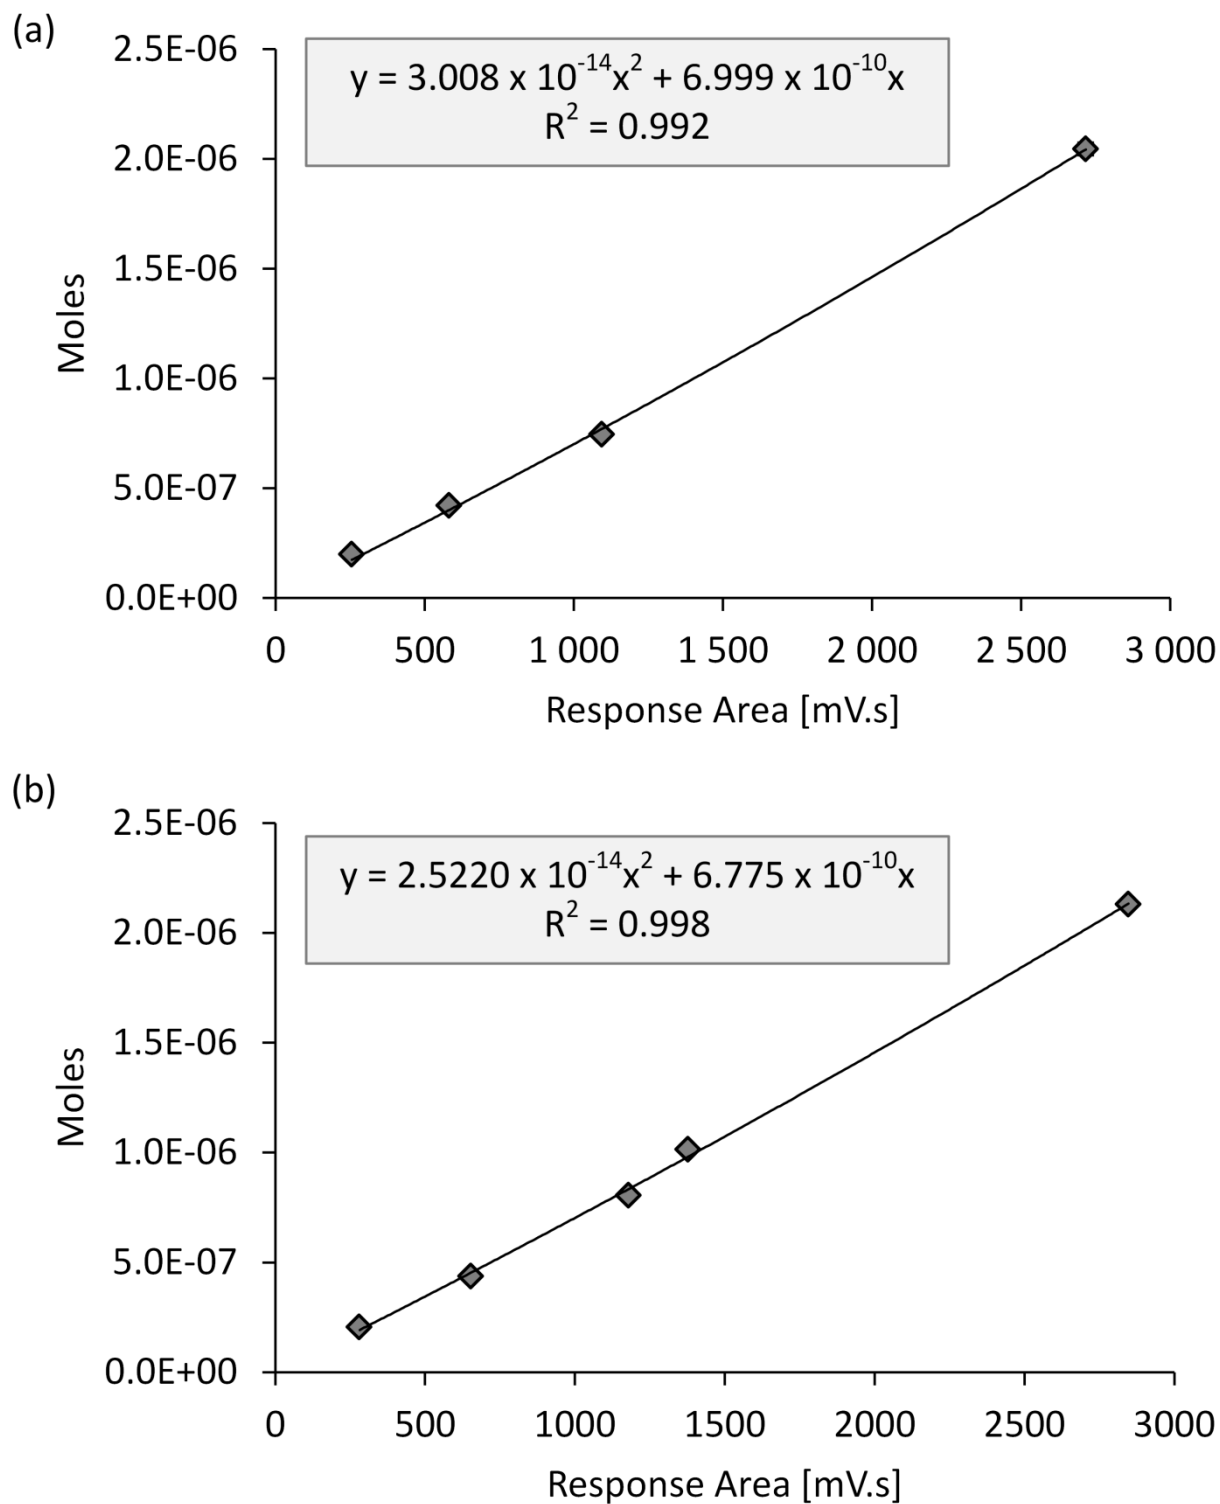 (a)
2.5E-06
y = 3.008 x 10⁻¹⁴x² + 6.999 x 10⁻¹⁰x
R² = 0.992
2.0E-06
1.5E-06
Moles
1.0E-06
5.0E-07
0.0E+00
0 500 1 000 1 500 2 000 2 500 3 000
Response Area [mV.s]
(b)
2.5E-06
y = 2.5220 x 10⁻¹⁴x² + 6.775 x 10⁻¹⁰x
R² = 0.998
2.0E-06
1.5E-06
Moles
1.0E-06
5.0E-07
0.0E+00
0 500 1000 1500 2000 2500 3000
Response Area [mV.s]